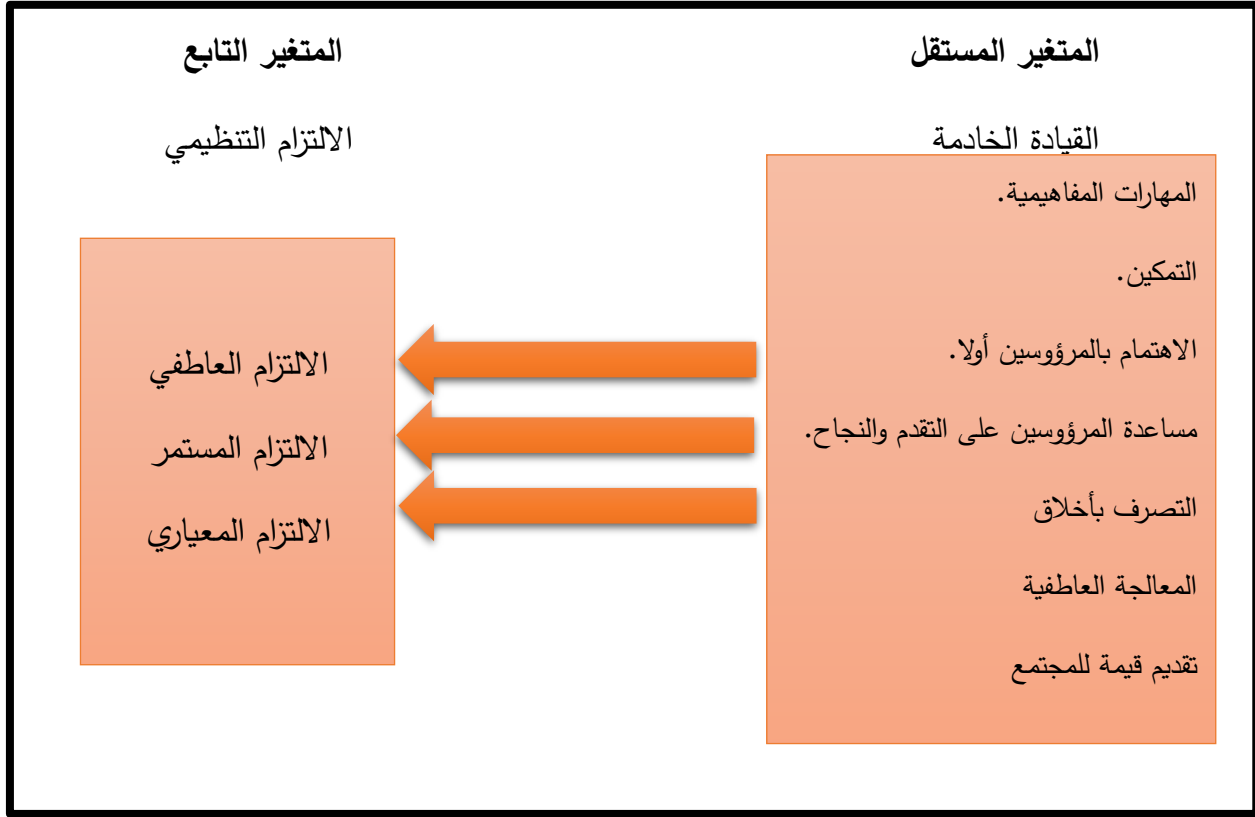 المتغير المستقل
المتغير التابع
القيادة الخادمة
الالتزام التنظيمي
المهارات المفاهيمية.
التمكين.
الاهتمام بالمرؤوسين أولا.
مساعدة المرؤوسين على التقدم والنجاح.
التصرف بأخلاق
المعالجة العاطفية
تقديم قيمة للمجتمع
الالتزام العاطفي
الالتزام المستمر
الالتزام المعياري